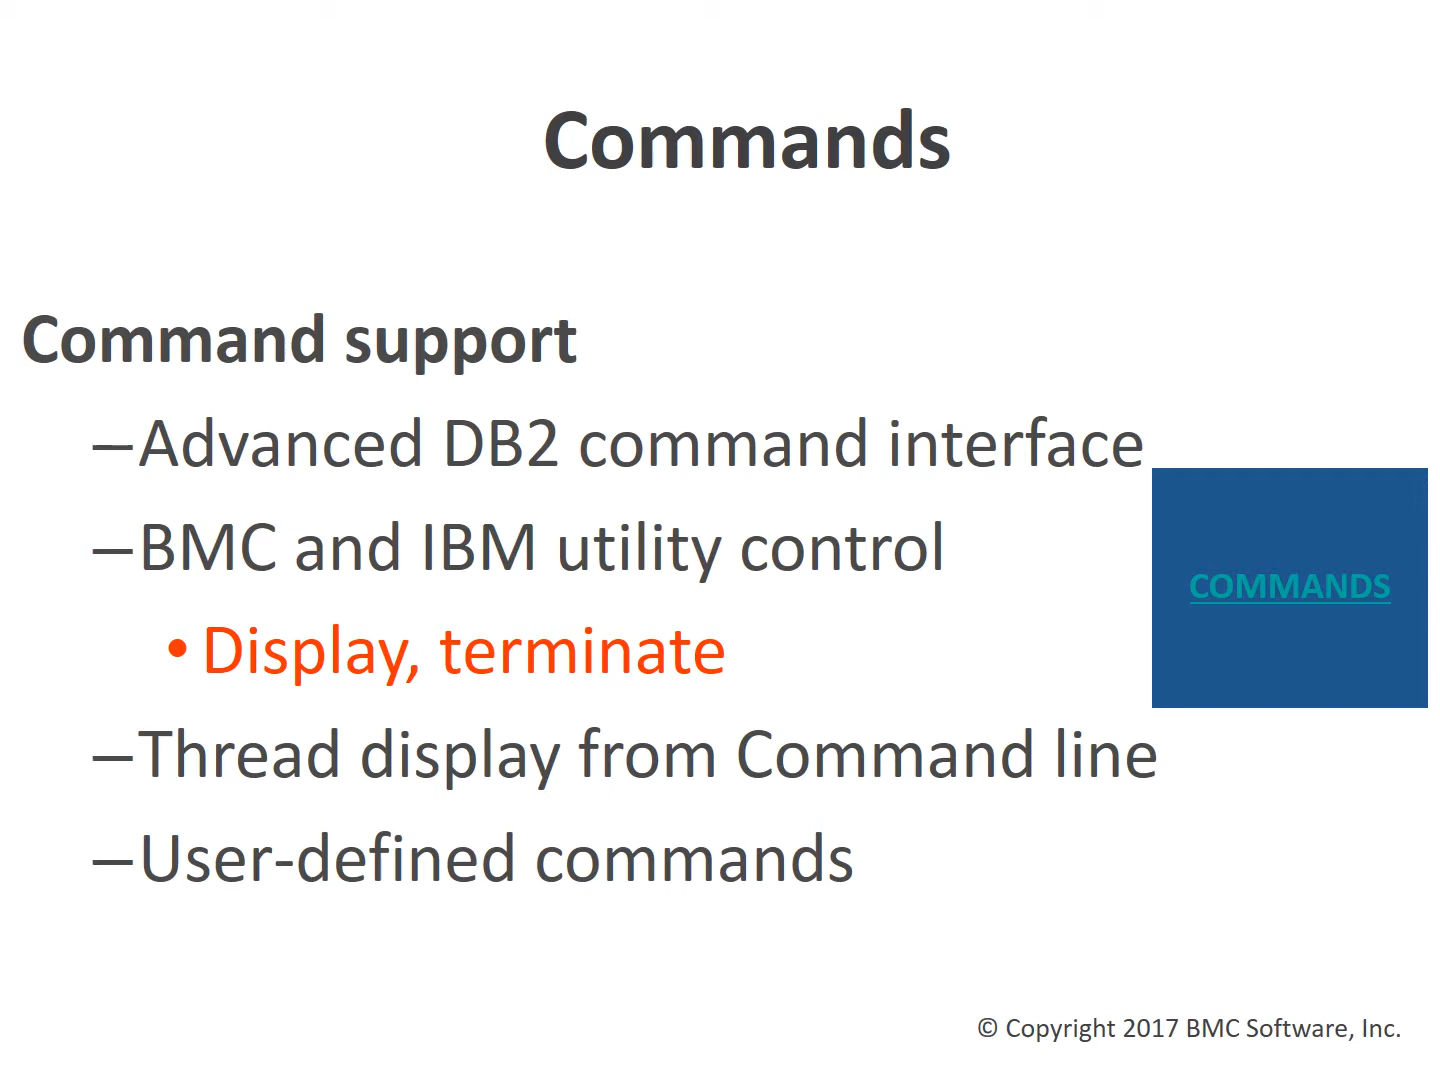 Commands
Command support
–Advanced DB2 command interface
–BMC and IBM utility control
•Display, terminate
COMMANDS
–Thread display from Command line
–User-defined commands
© Copyright 2017 BMC Software, Inc.